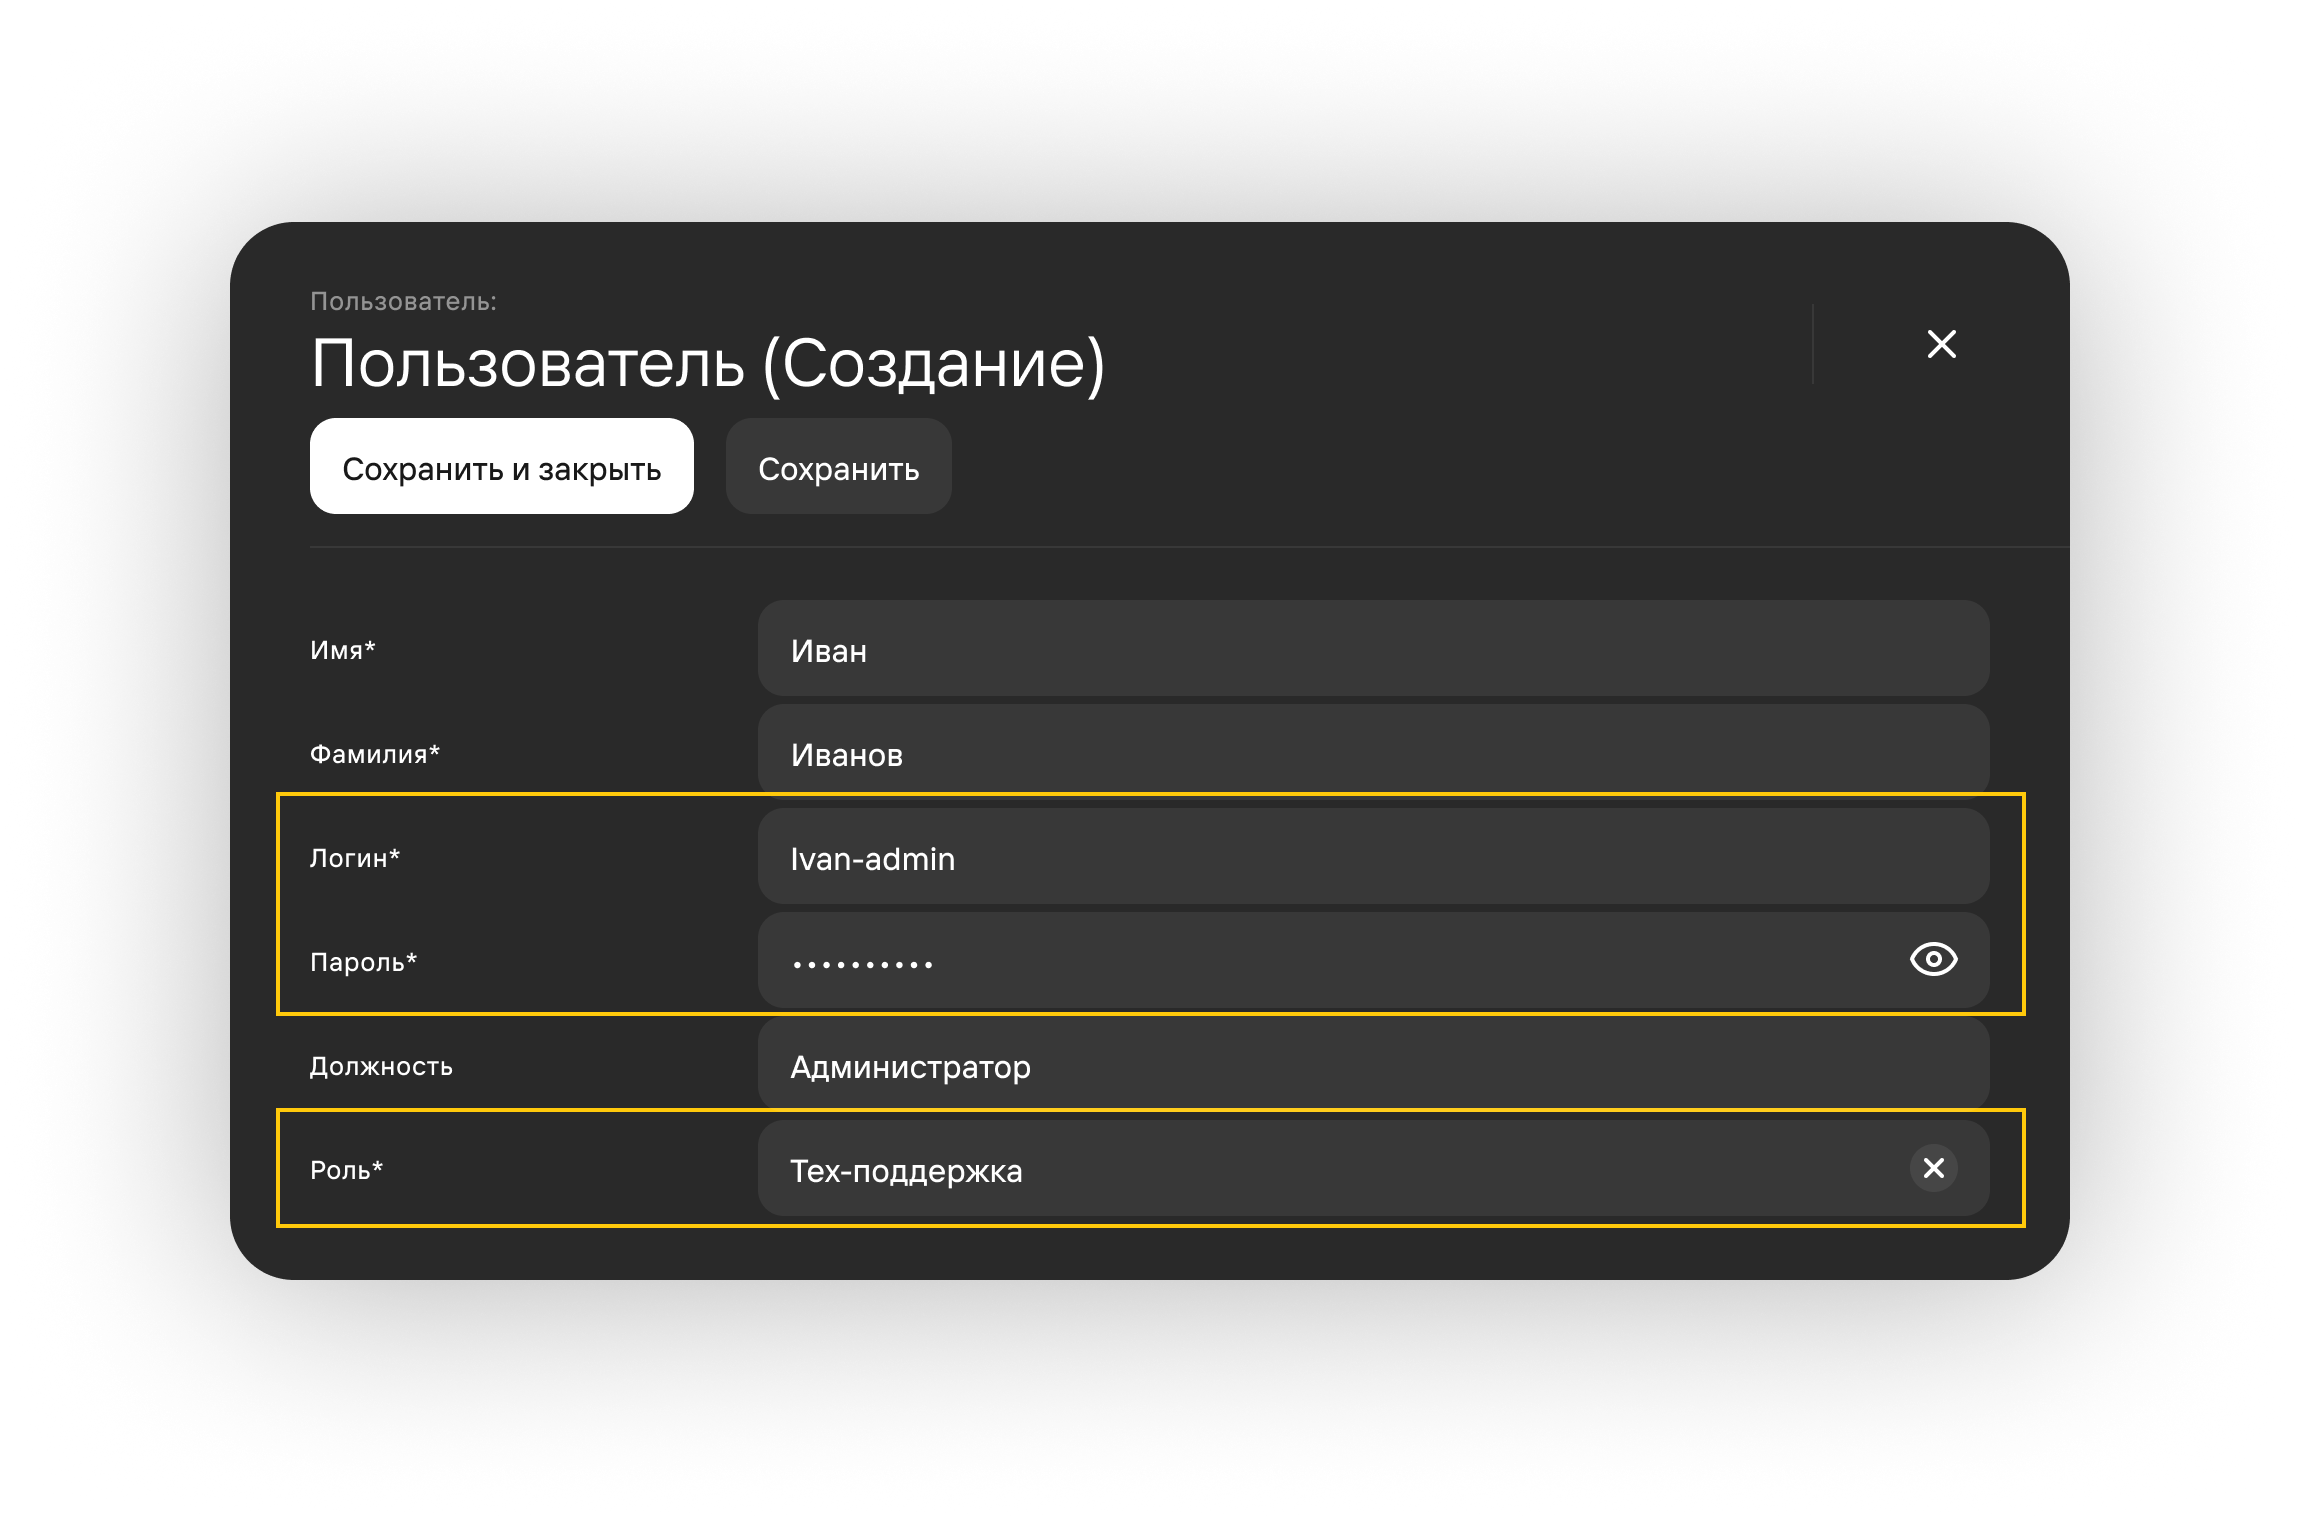 Пользователь:
Пользователь (Создание)
Сохранить и закрыть Сохранить
Имя* Иван
Фамилия* Иванов
Логин* Ivan-admin
Пароль* ••••••••••
Должность Администратор
Роль* Тех-поддержка